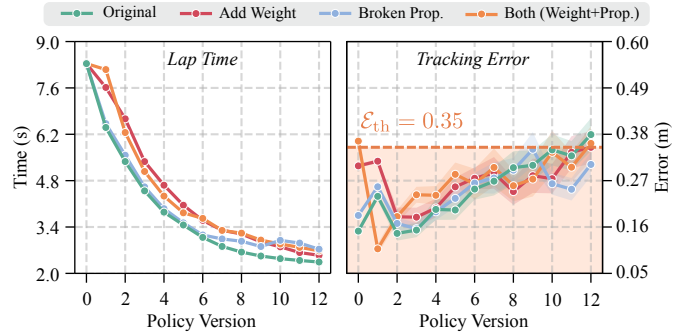 Original Add Weight Broken Prop. Both (Weight+Prop.)
Lap Time
Time (s)
9.0
7.6
6.2
4.8
3.4
2.0
0 2 4 6 8 10 12
Policy Version
Tracking Error
ℰth = 0.35
0.60
0.49
0.38
0.27
0.16
0.05
Error (m)
0 2 4 6 8 10 12
Policy Version